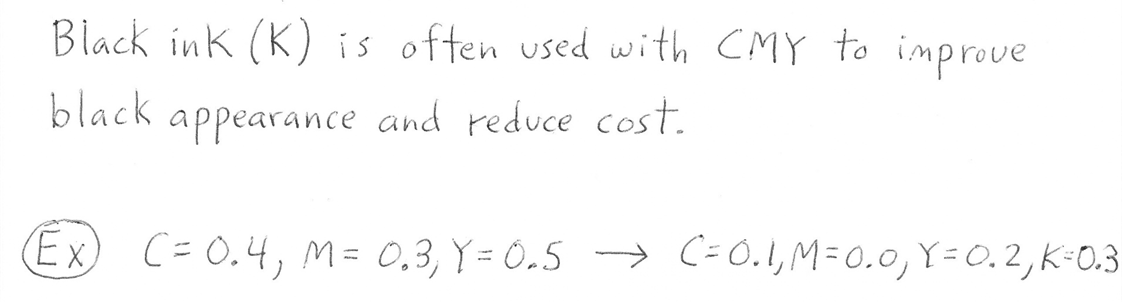 Black ink (K) is often used with CMY to improve
black appearance and reduce cost.
Ex C = 0.4, M = 0.3, Y = 0.5 → C = 0.1, M = 0.0, Y = 0.2, K = 0.3